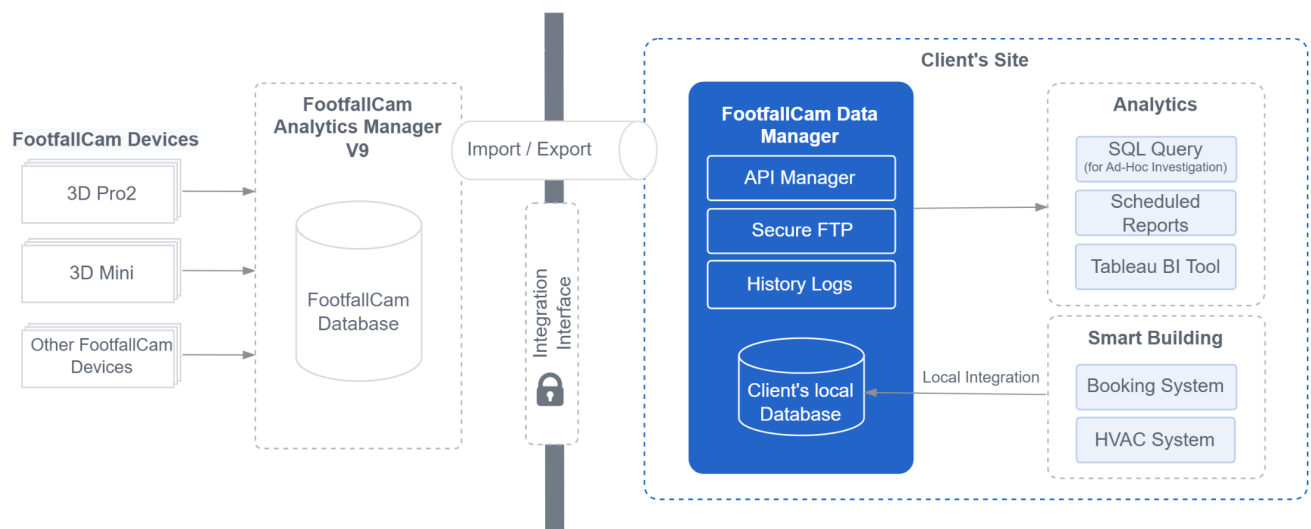 FootfallCam Devices
3D Pro2
3D Mini
Other FootfallCam
Devices
FootfallCam
Analytics Manager
V9
FootfallCam
Database
Import / Export
Integration
Interface
Client's Site
FootfallCam Data
Manager
API Manager
Secure FTP
History Logs
Client's local
Database
Local Integration
Analytics
SQL Query
(for Ad-Hoc Investigation)
Scheduled
Reports
Tableau BI Tool
Smart Building
Booking System
HVAC System